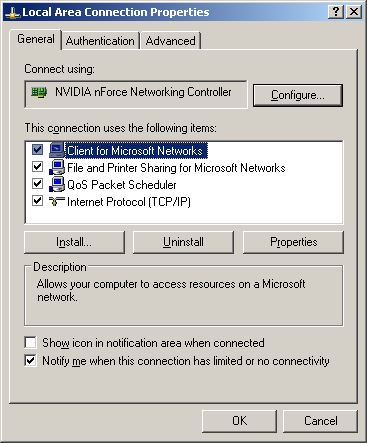 Local Area Connection Properties
General Authentication Advanced
Connect using:
NVIDIA nForce Networking Controller
Configure...
This connection uses the following items:
Client for Microsoft Networks
File and Printer Sharing for Microsoft Networks
QoS Packet Scheduler
Internet Protocol (TCP/IP)
Install... Uninstall Properties
Description
Allows your computer to access resources on a Microsoft
network.
Show icon in notification area when connected
Notify me when this connection has limited or no connectivity
OK Cancel